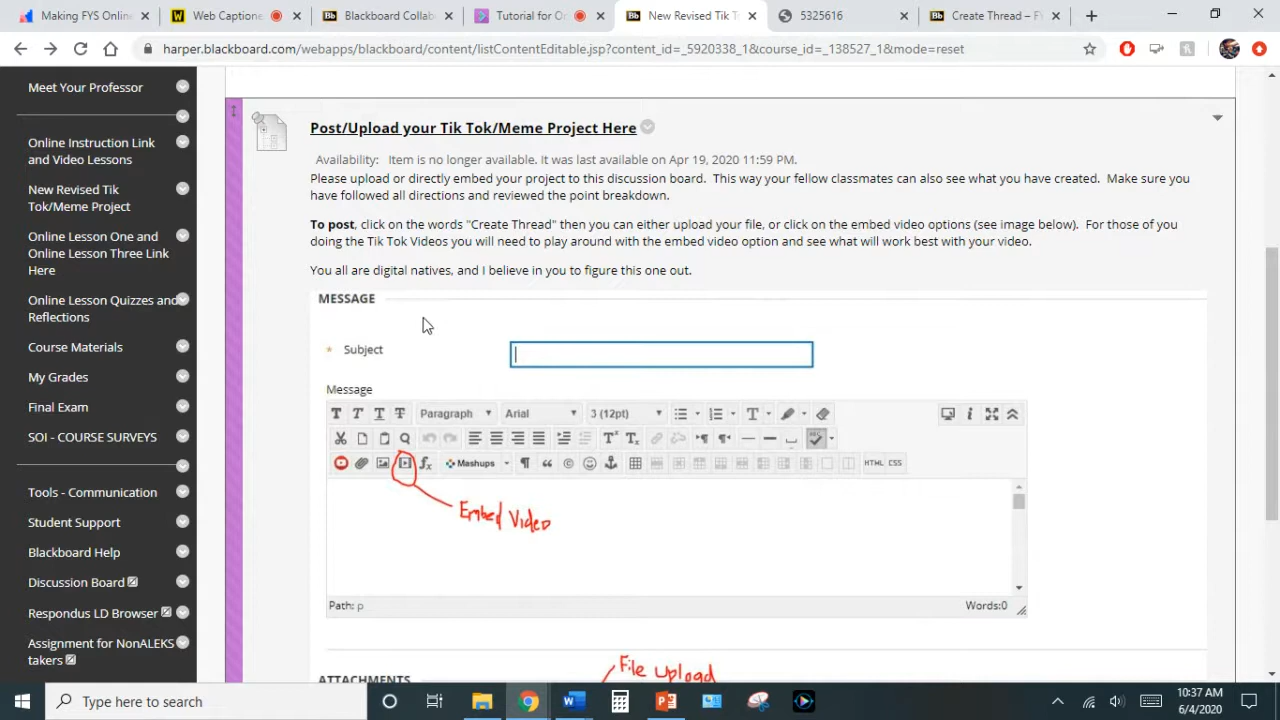 Making FYS Online
Web Captione
Blackboard Collab
Tutorial for Or
New Revised Tik T
5325616
Create Thread – FY
harper.blackboard.com/webapps/blackboard/content/listContentEditable.jsp?content_id=_5920338_1&course_id=_138527_1&mode=reset
Meet Your Professor
Online Instruction Link
and Video Lessons
New Revised Tik
Tok/Meme Project
Online Lesson One and
Online Lesson Three Link
Here
Online Lesson Quizzes and
Reflections
Course Materials
My Grades
Final Exam
SOI - COURSE SURVEYS
Tools - Communication
Student Support
Blackboard Help
Discussion Board
Respondus LD Browser
Assignment for NonALEKS
takers
Post/Upload your Tik Tok/Meme Project Here
Availability: Item is no longer available. It was last available on Apr 19, 2020 11:59 PM.
Please upload or directly embed your project to this discussion board. This way your fellow classmates can also see what you have created. Make sure you
have followed all directions and reviewed the point breakdown.
To post, click on the words "Create Thread" then you can either upload your file, or click on the embed video options (see image below). For those of you
doing the Tik Tok Videos you will need to play around with the embed video option and see what will work best with your video.
You all are digital natives, and I believe in you to figure this one out.
MESSAGE
* Subject
Message
T T T T Paragraph Arial 3 (12pt)
Mashups HTML CSS
Embed Video
Path: p Words:0
File upload
ATTACHMENTS
Type here to search
10:37 AM
6/4/2020